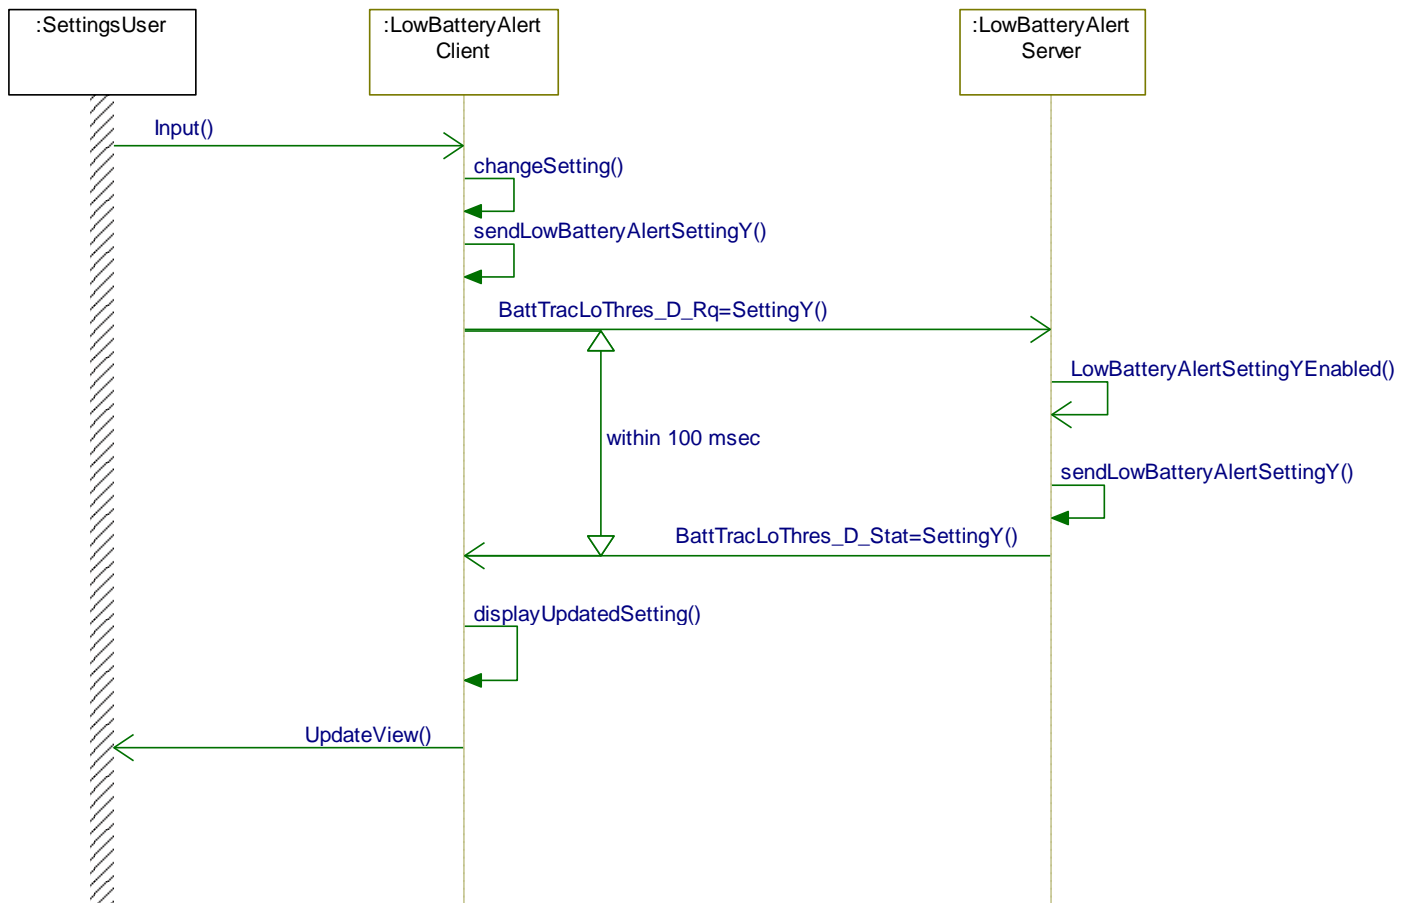 :SettingsUser
:LowBatteryAlert
Client
:LowBatteryAlert
Server
Input()
changeSetting()
sendLowBatteryAlertSettingY()
BattTracLoThres_D_Rq=SettingY()
LowBatteryAlertSettingYEnabled()
within 100 msec
sendLowBatteryAlertSettingY()
BattTracLoThres_D_Stat=SettingY()
displayUpdatedSetting()
UpdateView()